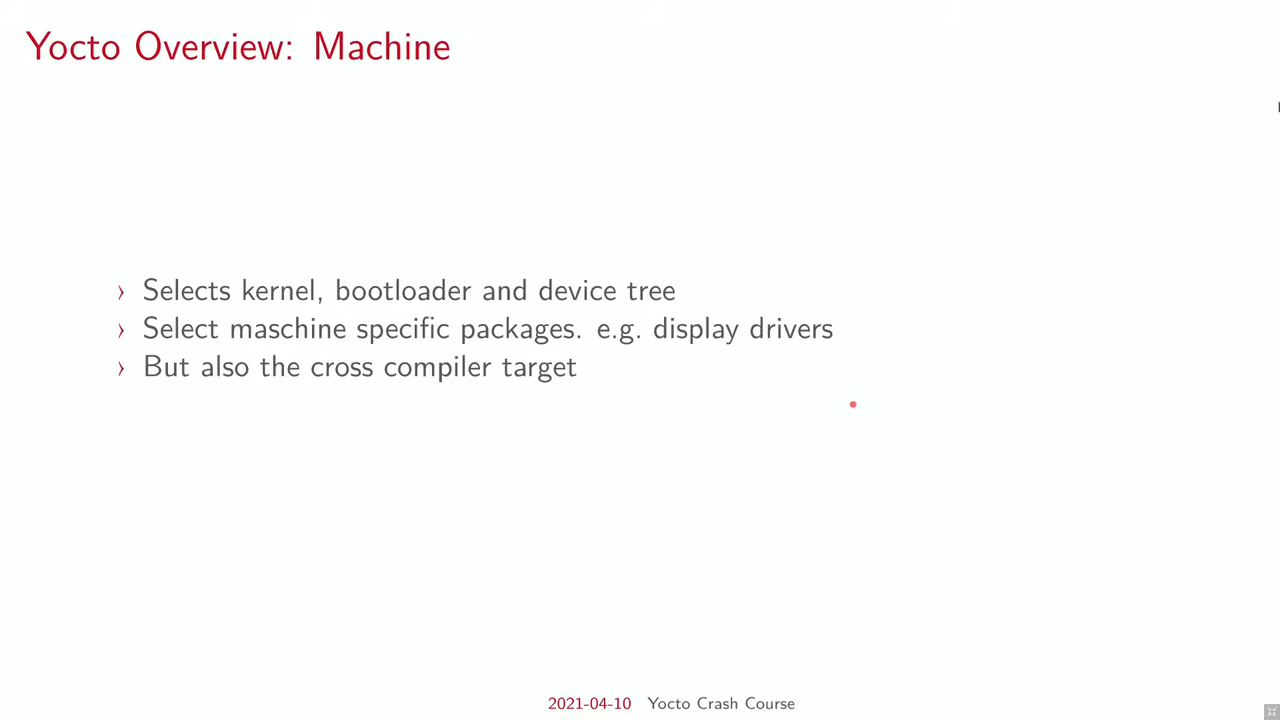 Yocto Overview: Machine
Selects kernel, bootloader and device tree
Select maschine specific packages. e.g. display drivers
But also the cross compiler target
2021-04-10 Yocto Crash Course